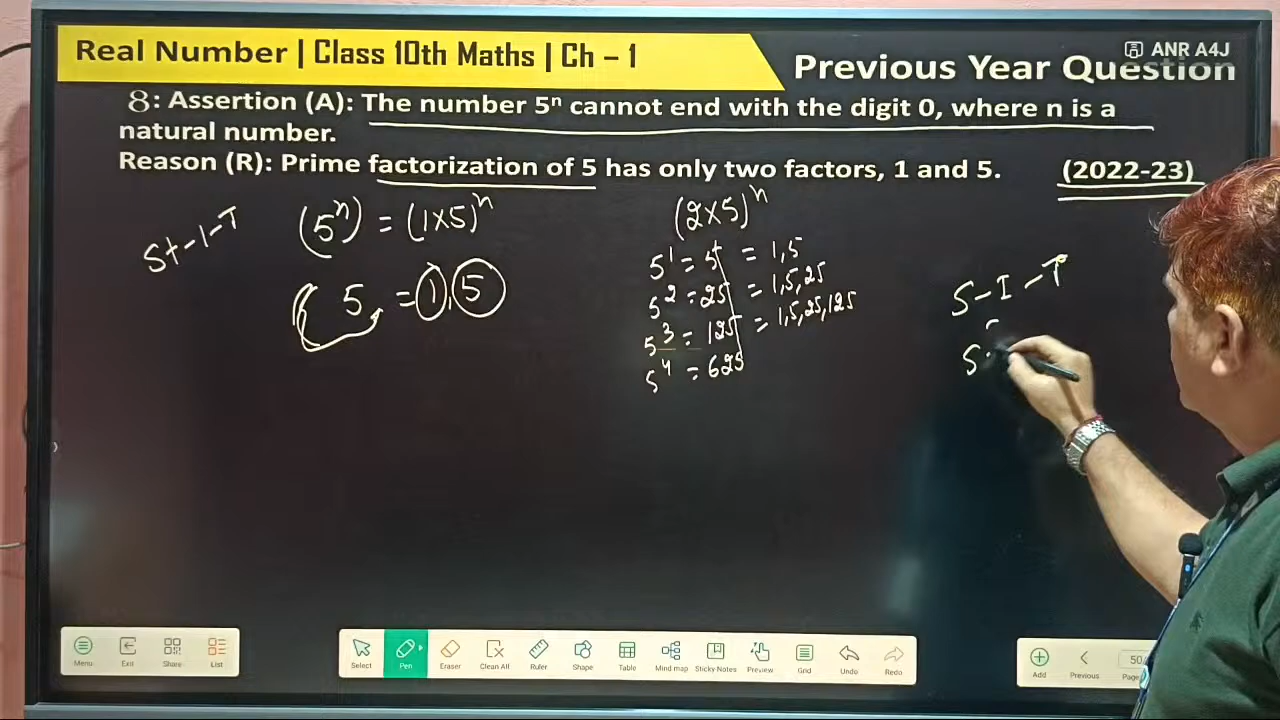 Real Number | Class 10th Maths | Ch – 1
ANR A4J
Previous Year Question
8: Assertion (A): The number 5ⁿ cannot end with the digit 0, where n is a
natural number.
Reason (R): Prime factorization of 5 has only two factors, 1 and 5. (2022-23)
St-1-T
(5ⁿ) = (1×5)ⁿ
5 = 1, 5
(2×5)ⁿ
5¹ = 5 = 1,5
5² = 25 = 1,5,25
5³ = 125 = 1,5,25,125
5⁴ = 625
S-I-T
S
Menu Exit Share List
Select Pen Eraser Clean All Ruler Shape Table Mind map Sticky Notes Preview Grid Undo Redo
Add Previous 50 Page